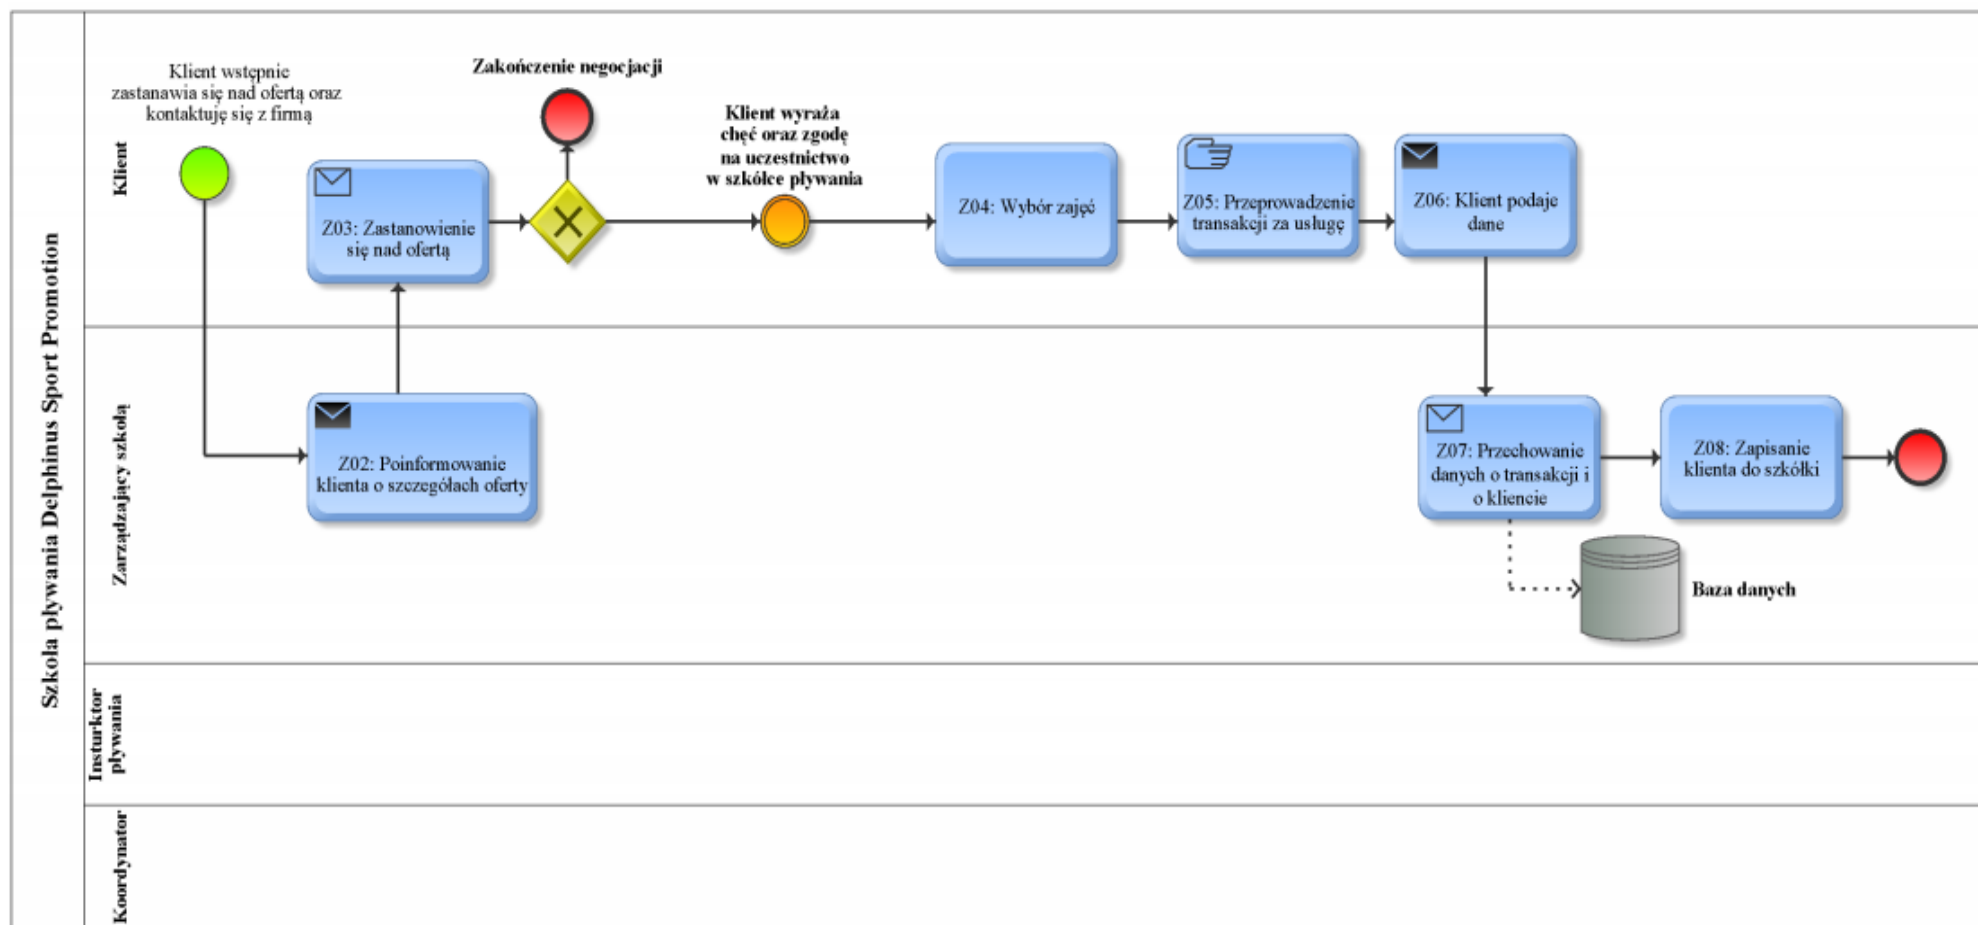 Szkoła pływania Delphinus Sport Promotion
Klient
Klient wstępnie
zastanawia się nad ofertą oraz
kontaktuję się z firmą
Zakończenie negocjacji
Klient wyraża
chęć oraz zgodę
na uczestnictwo
w szkółce pływania
Z03: Zastanowienie
się nad ofertą
Z04: Wybór zajęć
Z05: Przeprowadzenie
transakcji za usługę
Z06: Klient podaje
dane
Zarządzający szkołą
Z02: Poinformowanie
klienta o szczegółach oferty
Z07: Przechowanie
danych o transakcji i
o kliencie
Z08: Zapisanie
klienta do szkółki
Baza danych
Insturktor
pływania
Koordynator